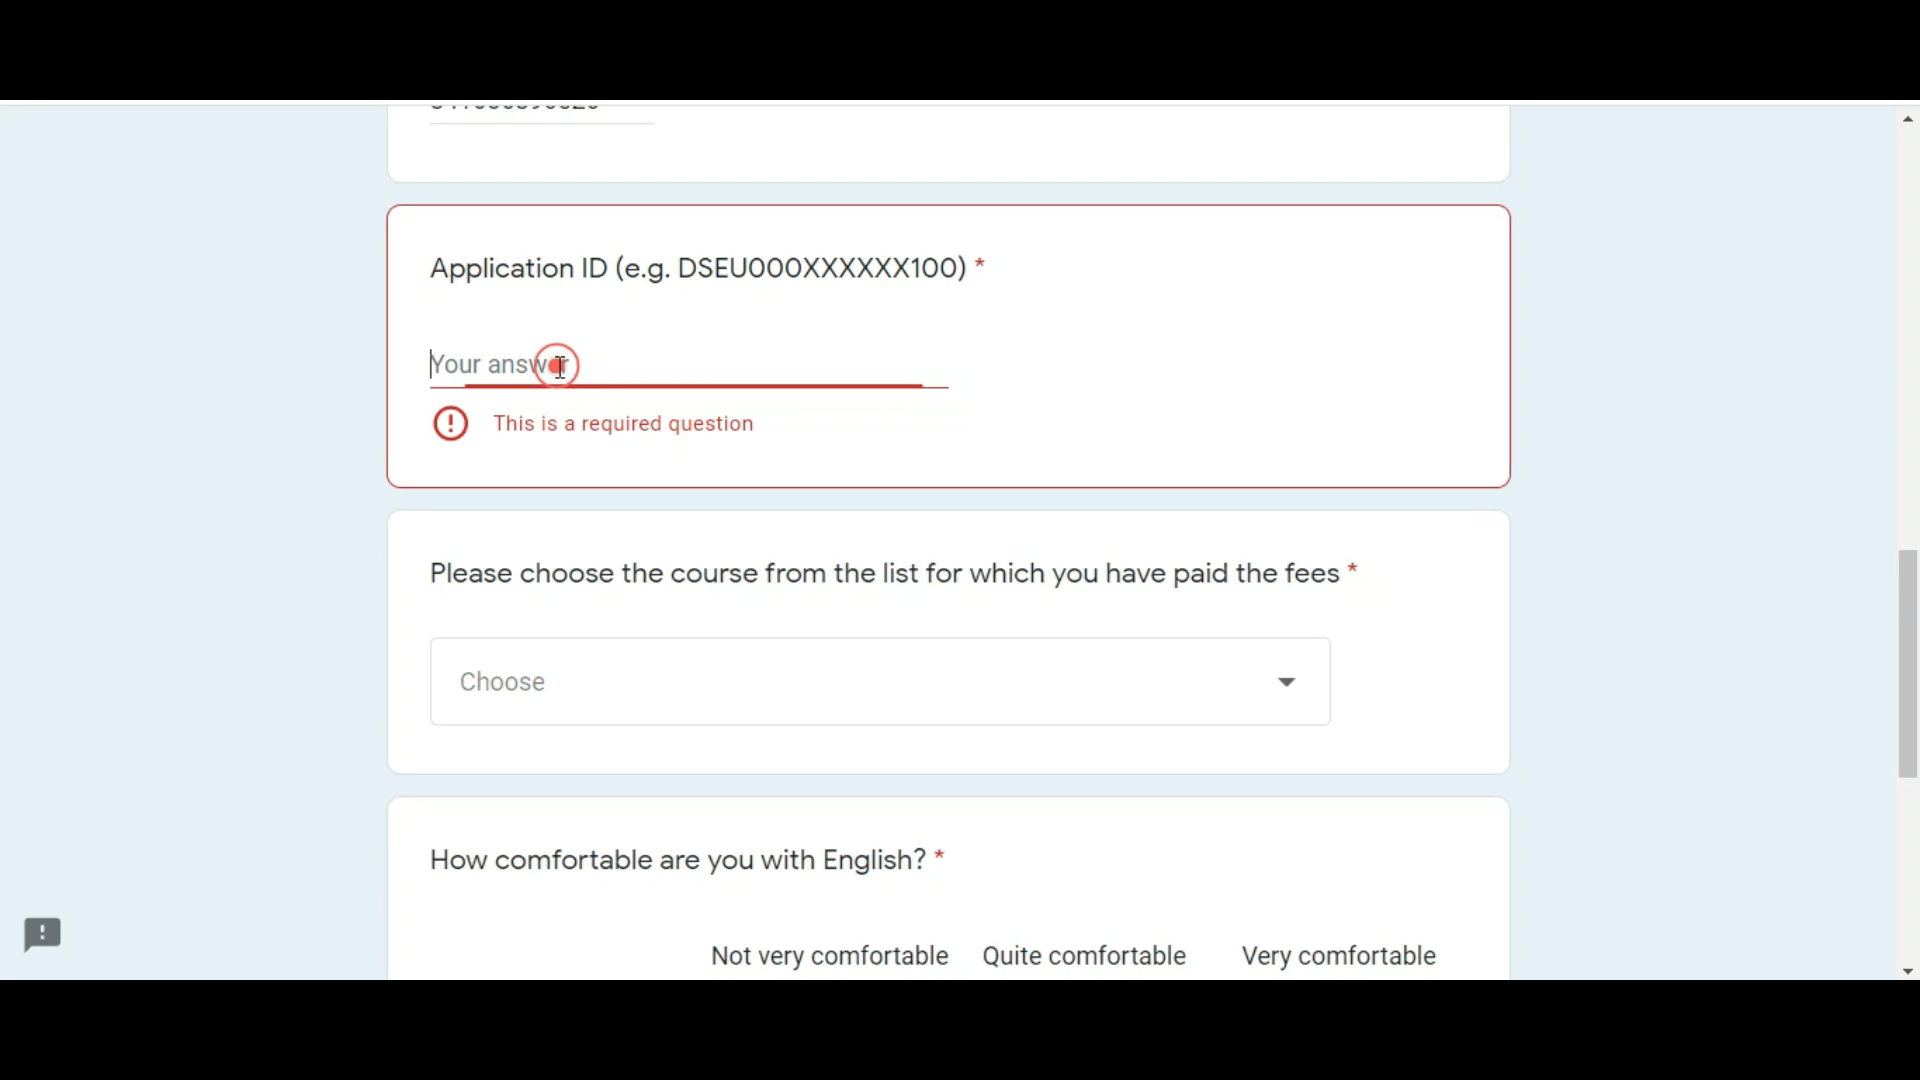 Application ID (e.g. DSEU000XXXXXX100) *
Your answer
This is a required question
Please choose the course from the list for which you have paid the fees *
Choose
How comfortable are you with English? *
Not very comfortable Quite comfortable Very comfortable